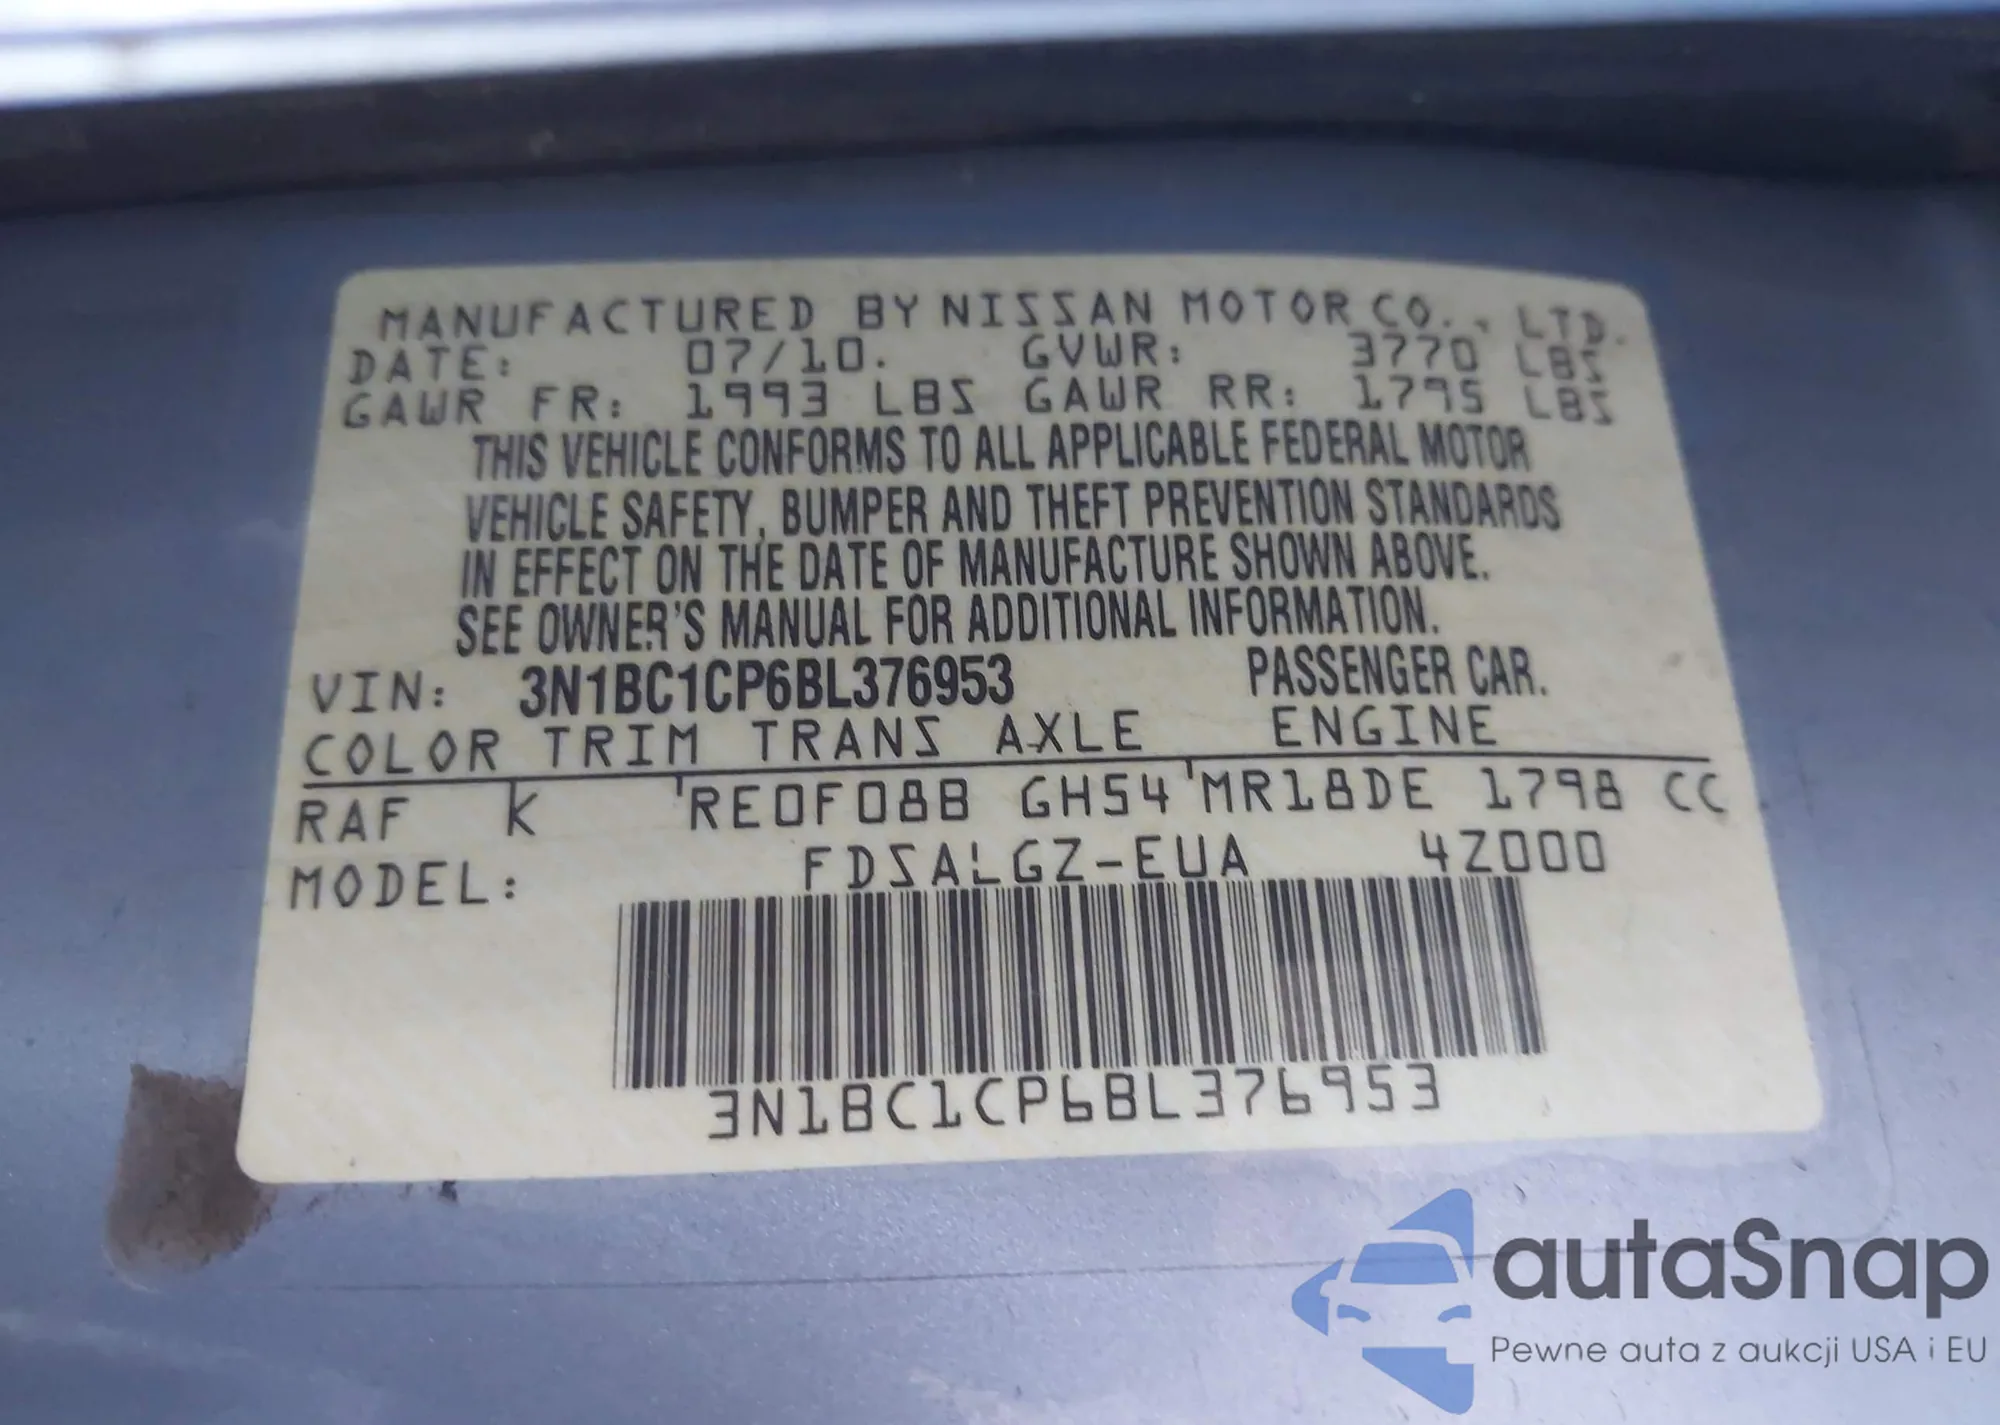 MANUFACTURED BY NISSAN MOTOR CO., LTD.
DATE: 07/10. GVWR: 3770 LBS
GAWR FR: 1993 LBS GAWR RR: 1795 LBS
THIS VEHICLE CONFORMS TO ALL APPLICABLE FEDERAL MOTOR
VEHICLE SAFETY, BUMPER AND THEFT PREVENTION STANDARDS
IN EFFECT ON THE DATE OF MANUFACTURE SHOWN ABOVE.
SEE OWNER'S MANUAL FOR ADDITIONAL INFORMATION.
VIN: 3N1BC1CP6BL376953 PASSENGER CAR.
COLOR TRIM TRANS AXLE ENGINE
RAF K RE0F08B GH54 MR18DE 1798 CC
MODEL: FDSALGZ-EUA 4Z000
3N1BC1CP6BL376953
autaSnap
Pewne auta z aukcji USA i EU